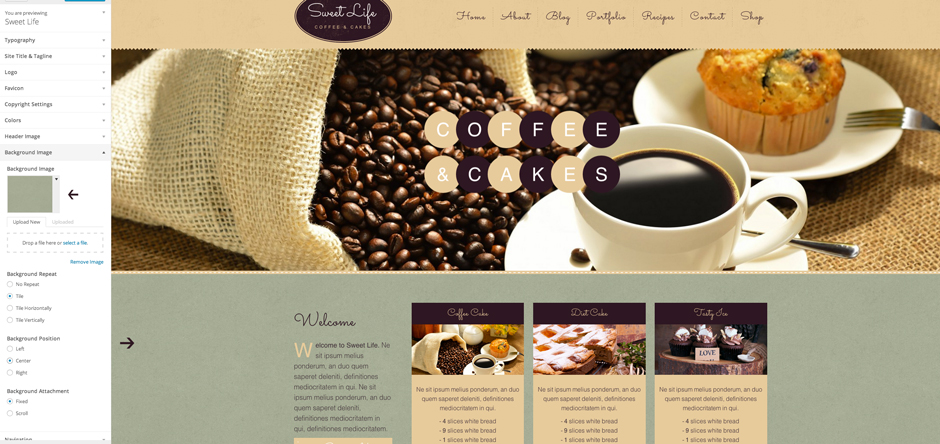 You are previewing
Sweet Life
Typography
Site Title & Tagline
Logo
Favicon
Copyright Settings
Colors
Header Image
Background Image
Background Image
Upload New
Uploaded
Drop a file here or select a file.
Remove Image
Background Repeat
No Repeat
Tile
Tile Horizontally
Tile Vertically
Background Position
Left
Center
Right
Background Attachment
Fixed
Scroll
Sweet Life
COFFEE & CAKES
Home About Blog Portfolio Recipes Contact Shop
COFFEE
& CAKES
Welcome
Welcome to Sweet Life. Ne
sit ipsum melius
ponderum, an duo quem
saperet deleniti,
definitiones
mediocritatem in qui. Ne sit
ipsum melius ponderum, an
duo quem saperet deleniti,
definitiones mediocritatem in
qui, definitiones mediocritatem.
Coffee Cake
Ne sit ipsum melius ponderum, an duo
quem saperet deleniti, definitiones
mediocritatem in qui.
- 4 slices white bread
- 9 slices white bread
- 1 slices white bread
Diet Cake
Ne sit ipsum melius ponderum, an duo
quem saperet deleniti, definitiones
mediocritatem in qui.
- 4 slices white bread
- 9 slices white bread
- 1 slices white bread
Tasty Ice
LOVE
Ne sit ipsum melius ponderum, an duo
quem saperet deleniti, definitiones
mediocritatem in qui.
- 4 slices white bread
- 9 slices white bread
- 1 slices white bread